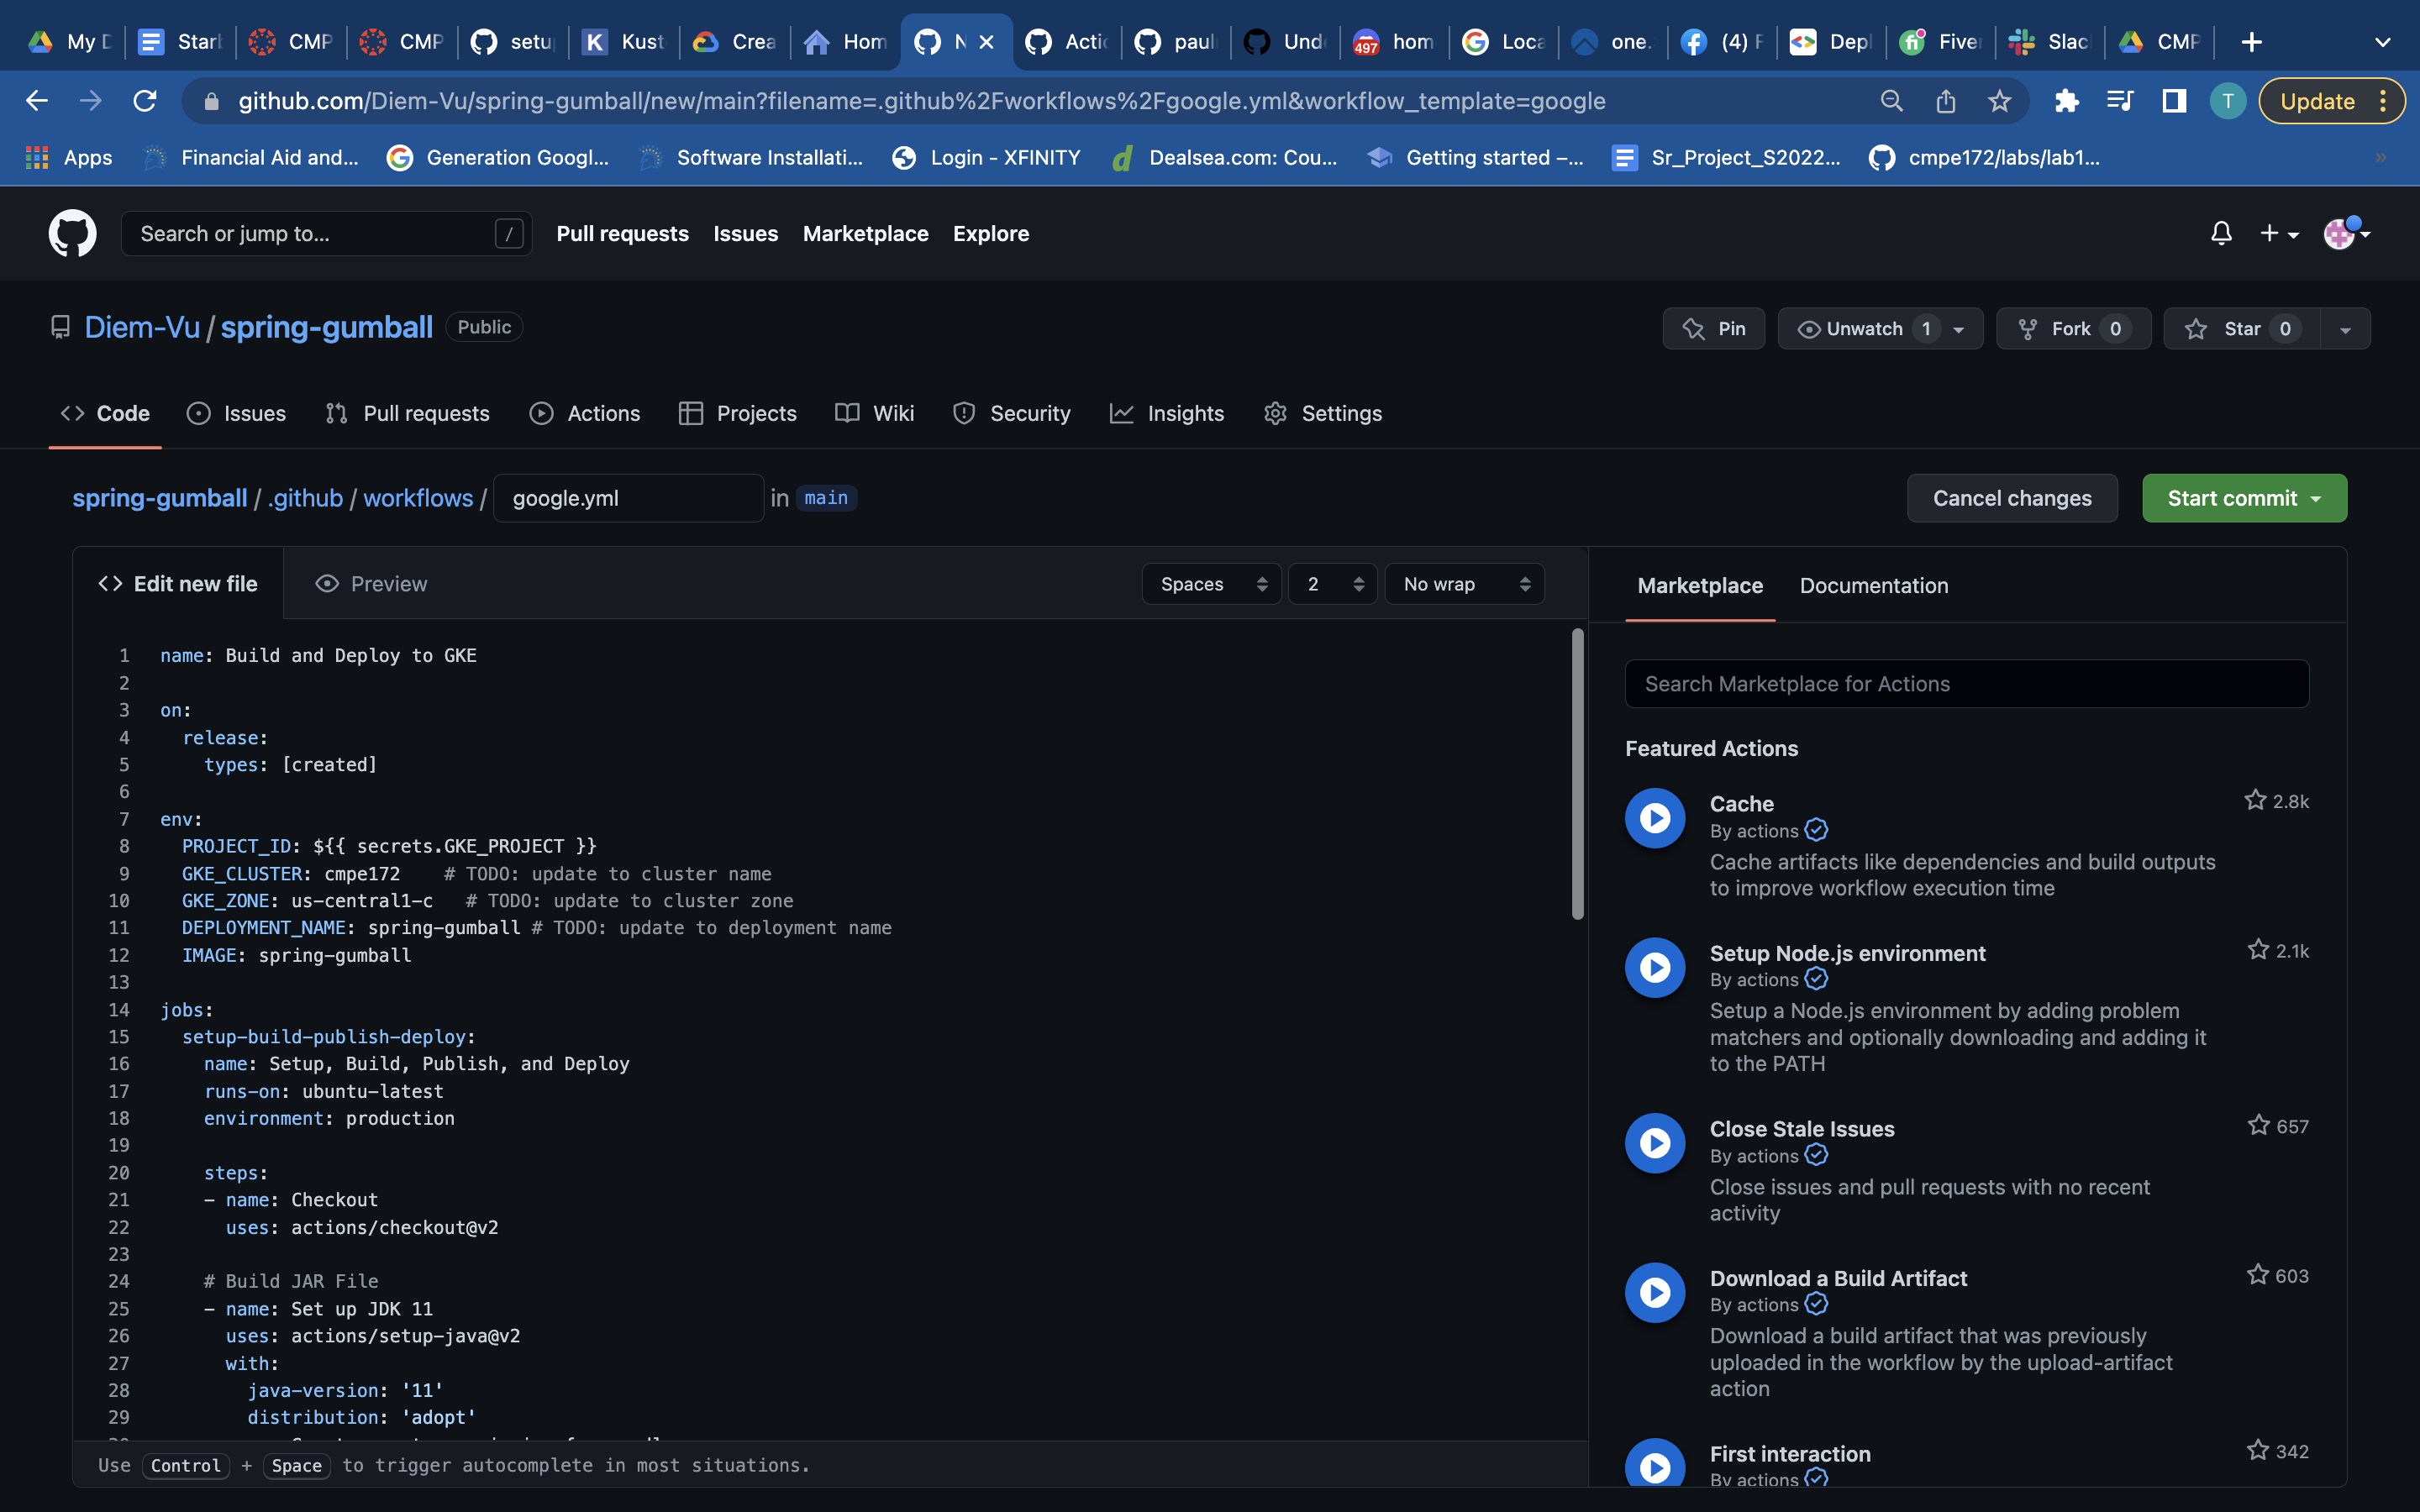 My D
Star
CMP
CMP
setu
Kust
Crea
Hom
Actio
paul
Und
497
hom
Loca
one.
(4) F
Depl
Fiver
Slac
CMP
github.com/Diem-Vu/spring-gumball/new/main?filename=.github%2Fworkflows%2Fgoogle.yml&workflow_template=google
T
Update
Apps
Financial Aid and...
Generation Googl...
Software Installati...
Login - XFINITY
Dealsea.com: Cou...
Getting started –...
Sr_Project_S2022...
cmpe172/labs/lab1...
Search or jump to... /
Pull requests
Issues
Marketplace
Explore
Diem-Vu / spring-gumball Public
Pin
Unwatch 1
Fork 0
Star 0
Code
Issues
Pull requests
Actions
Projects
Wiki
Security
Insights
Settings
spring-gumball / .github / workflows / google.yml in main
Cancel changes
Start commit
Edit new file
Preview
Spaces
2
No wrap
1 name: Build and Deploy to GKE
2
3 on:
4 release:
5 types: [created]
6
7 env:
8 PROJECT_ID: ${{ secrets.GKE_PROJECT }}
9 GKE_CLUSTER: cmpe172    # TODO: update to cluster name
10 GKE_ZONE: us-central1-c   # TODO: update to cluster zone
11 DEPLOYMENT_NAME: spring-gumball # TODO: update to deployment name
12 IMAGE: spring-gumball
13
14 jobs:
15 setup-build-publish-deploy:
16 name: Setup, Build, Publish, and Deploy
17 runs-on: ubuntu-latest
18 environment: production
19
20 steps:
21 - name: Checkout
22 uses: actions/checkout@v2
23
24 # Build JAR File
25 - name: Set up JDK 11
26 uses: actions/setup-java@v2
27 with:
28 java-version: '11'
29 distribution: 'adopt'
Use Control + Space to trigger autocomplete in most situations.
Marketplace
Documentation
Search Marketplace for Actions
Featured Actions
Cache
2.8k
By actions
Cache artifacts like dependencies and build outputs
to improve workflow execution time
Setup Node.js environment
2.1k
By actions
Setup a Node.js environment by adding problem
matchers and optionally downloading and adding it
to the PATH
Close Stale Issues
657
By actions
Close issues and pull requests with no recent
activity
Download a Build Artifact
603
By actions
Download a build artifact that was previously
uploaded in the workflow by the upload-artifact
action
First interaction
342
By actions